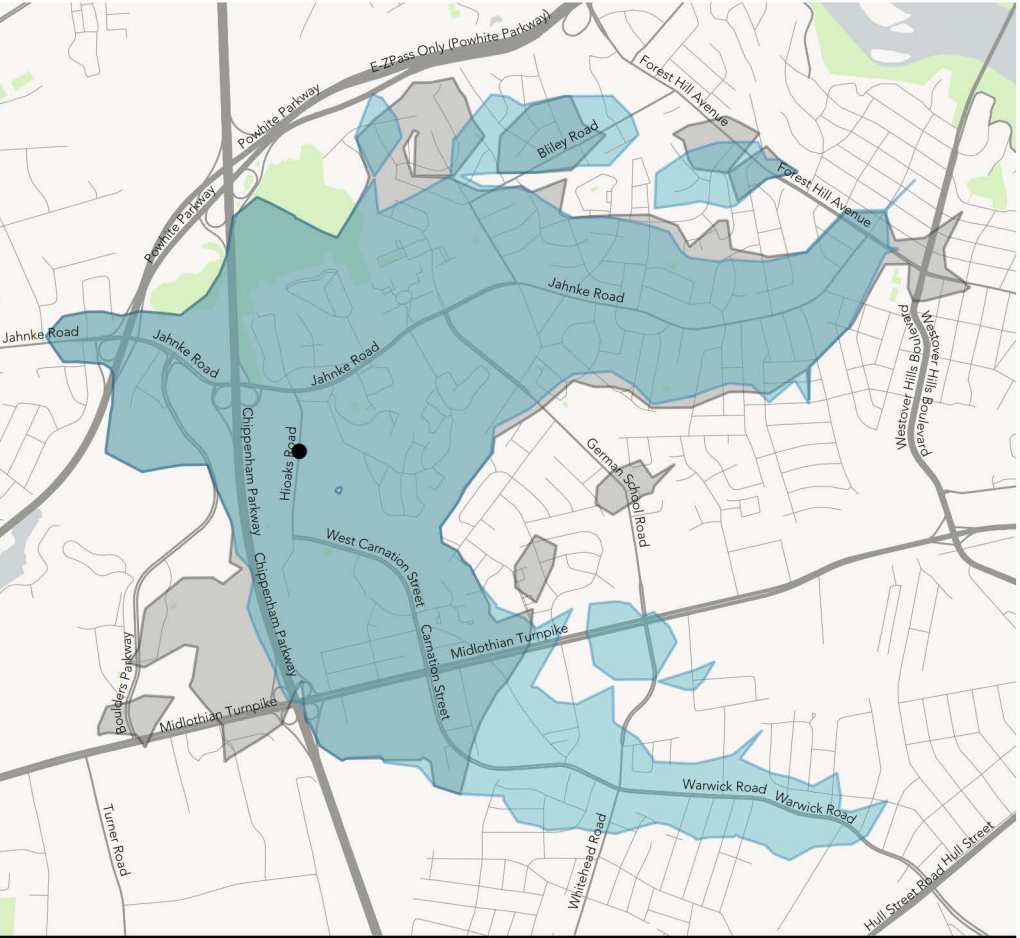 E-ZPass Only (Powhite Parkway)
Forest Hill Avenue
Powhite Parkway
Bliley Road
Forest Hill Avenue
Powhite Parkway
Jahnke Road
Jahnke Road
Jahnke Road
Jahnke Road
Westover Hills Boulevard
Westover Hills Boulevard
Chippenham Parkway
Hioaks Road
German School Road
West Carnation Street
Chippenham Parkway
Carnation Street
Midlothian Turnpike
Boulders Parkway
Midlothian Turnpike
Warwick Road
Warwick Road
Turner Road
Whitehead Road
Hull Street Road
Hull Street